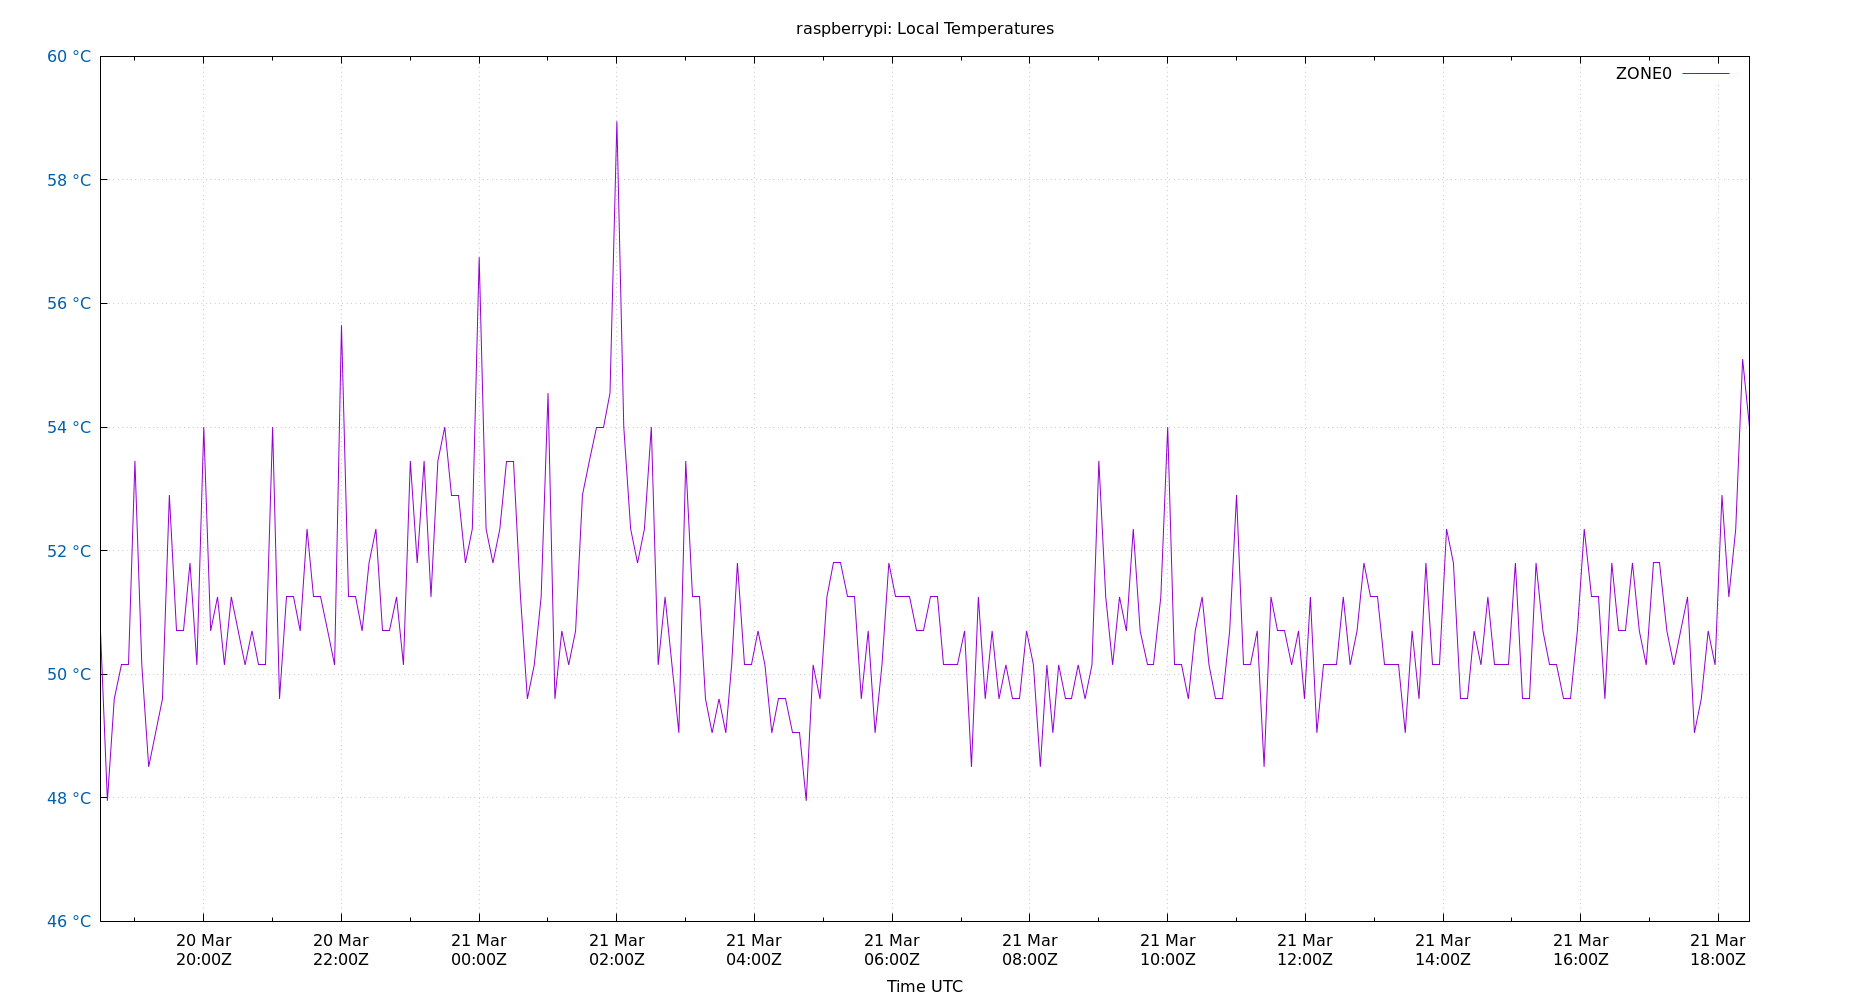 raspberrypi: Local Temperatures
60 °C
ZONE0
58 °C
56 °C
54 °C
52 °C
50 °C
48 °C
46 °C
20 Mar 20 Mar 21 Mar 21 Mar 21 Mar 21 Mar 21 Mar 21 Mar 21 Mar 21 Mar 21 Mar 21 Mar
20:00Z 22:00Z 00:00Z 02:00Z 04:00Z 06:00Z 08:00Z 10:00Z 12:00Z 14:00Z 16:00Z 18:00Z
Time UTC